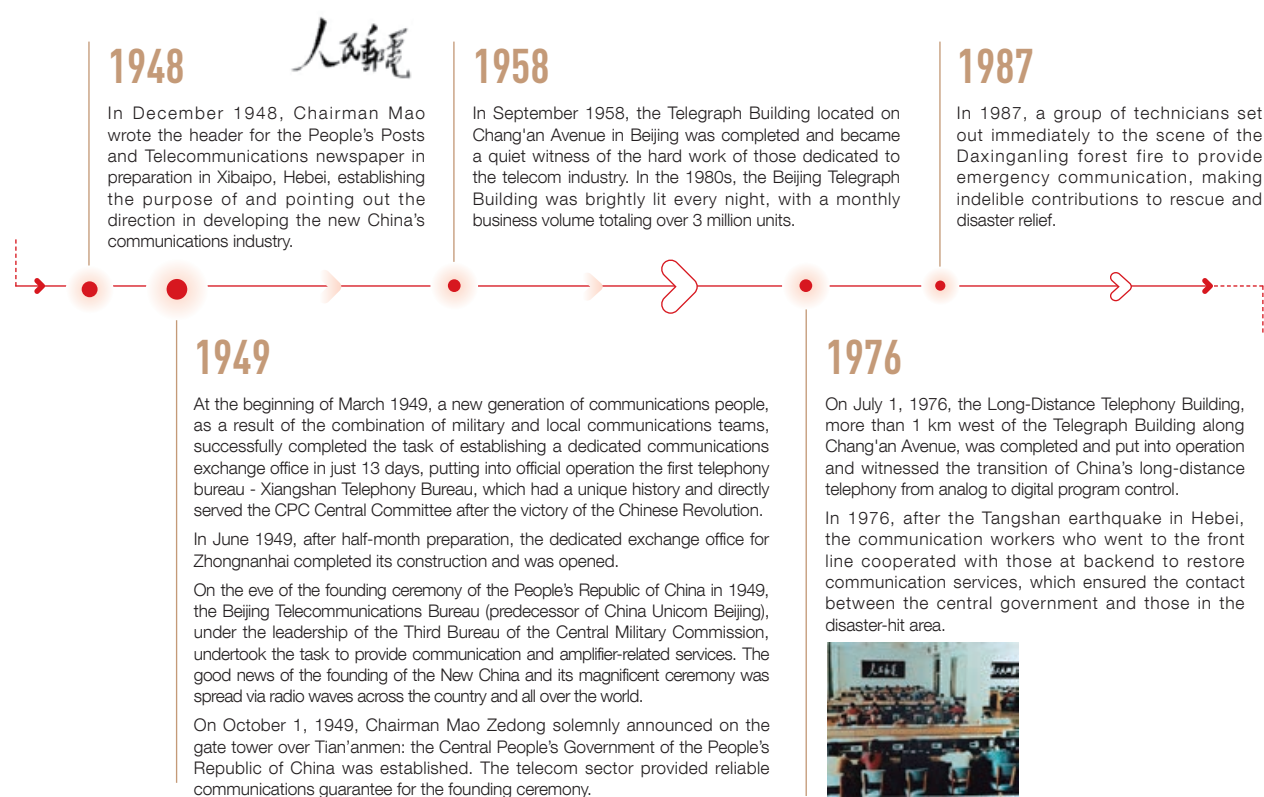 1948
人民郵電
In December 1948, Chairman Mao
wrote the header for the People’s Posts
and Telecommunications newspaper in
preparation in Xibaipo, Hebei, establishing
the purpose of and pointing out the
direction in developing the new China’s
communications industry.
1949
At the beginning of March 1949, a new generation of communications people,
as a result of the combination of military and local communications teams,
successfully completed the task of establishing a dedicated communications
exchange office in just 13 days, putting into official operation the first telephony
bureau - Xiangshan Telephony Bureau, which had a unique history and directly
served the CPC Central Committee after the victory of the Chinese Revolution.
In June 1949, after half-month preparation, the dedicated exchange office for
Zhongnanhai completed its construction and was opened.
On the eve of the founding ceremony of the People’s Republic of China in 1949,
the Beijing Telecommunications Bureau (predecessor of China Unicom Beijing),
under the leadership of the Third Bureau of the Central Military Commission,
undertook the task to provide communication and amplifier-related services. The
good news of the founding of the New China and its magnificent ceremony was
spread via radio waves across the country and all over the world.
On October 1, 1949, Chairman Mao Zedong solemnly announced on the
gate tower over Tian’anmen: the Central People’s Government of the People’s
Republic of China was established. The telecom sector provided reliable
communications guarantee for the founding ceremony.
1958
In September 1958, the Telegraph Building located on
Chang'an Avenue in Beijing was completed and became
a quiet witness of the hard work of those dedicated to
the telecom industry. In the 1980s, the Beijing Telegraph
Building was brightly lit every night, with a monthly
business volume totaling over 3 million units.
1976
On July 1, 1976, the Long-Distance Telephony Building,
more than 1 km west of the Telegraph Building along
Chang'an Avenue, was completed and put into operation
and witnessed the transition of China’s long-distance
telephony from analog to digital program control.
In 1976, after the Tangshan earthquake in Hebei,
the communication workers who went to the front
line cooperated with those at backend to restore
communication services, which ensured the contact
between the central government and those in the
disaster-hit area.
人民郵電
1987
In 1987, a group of technicians set
out immediately to the scene of the
Daxinganling forest fire to provide
emergency communication, making
indelible contributions to rescue and
disaster relief.